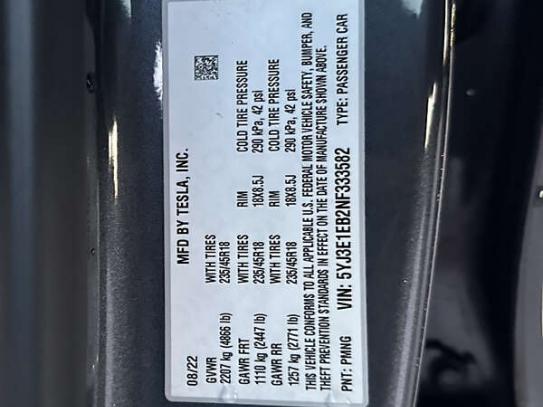 08/22 MFD BY TESLA, INC.
GVWR WITH TIRES RIM COLD TIRE PRESSURE
2207 kg (4866 lb) 235/45R18 18X8.5J 290 kPa, 42 psi
GAWR FRT WITH TIRES RIM COLD TIRE PRESSURE
1110 kg (2447 lb) 235/45R18 18X8.5J 290 kPa, 42 psi
GAWR RR
1257 kg (2771 lb)
THIS VEHICLE CONFORMS TO ALL APPLICABLE U.S. FEDERAL MOTOR VEHICLE SAFETY, BUMPER, AND
THEFT PREVENTION STANDARDS IN EFFECT ON THE DATE OF MANUFACTURE SHOWN ABOVE.
PNT: PMNG VIN: 5YJ3E1EB2NF333582 TYPE: PASSENGER CAR